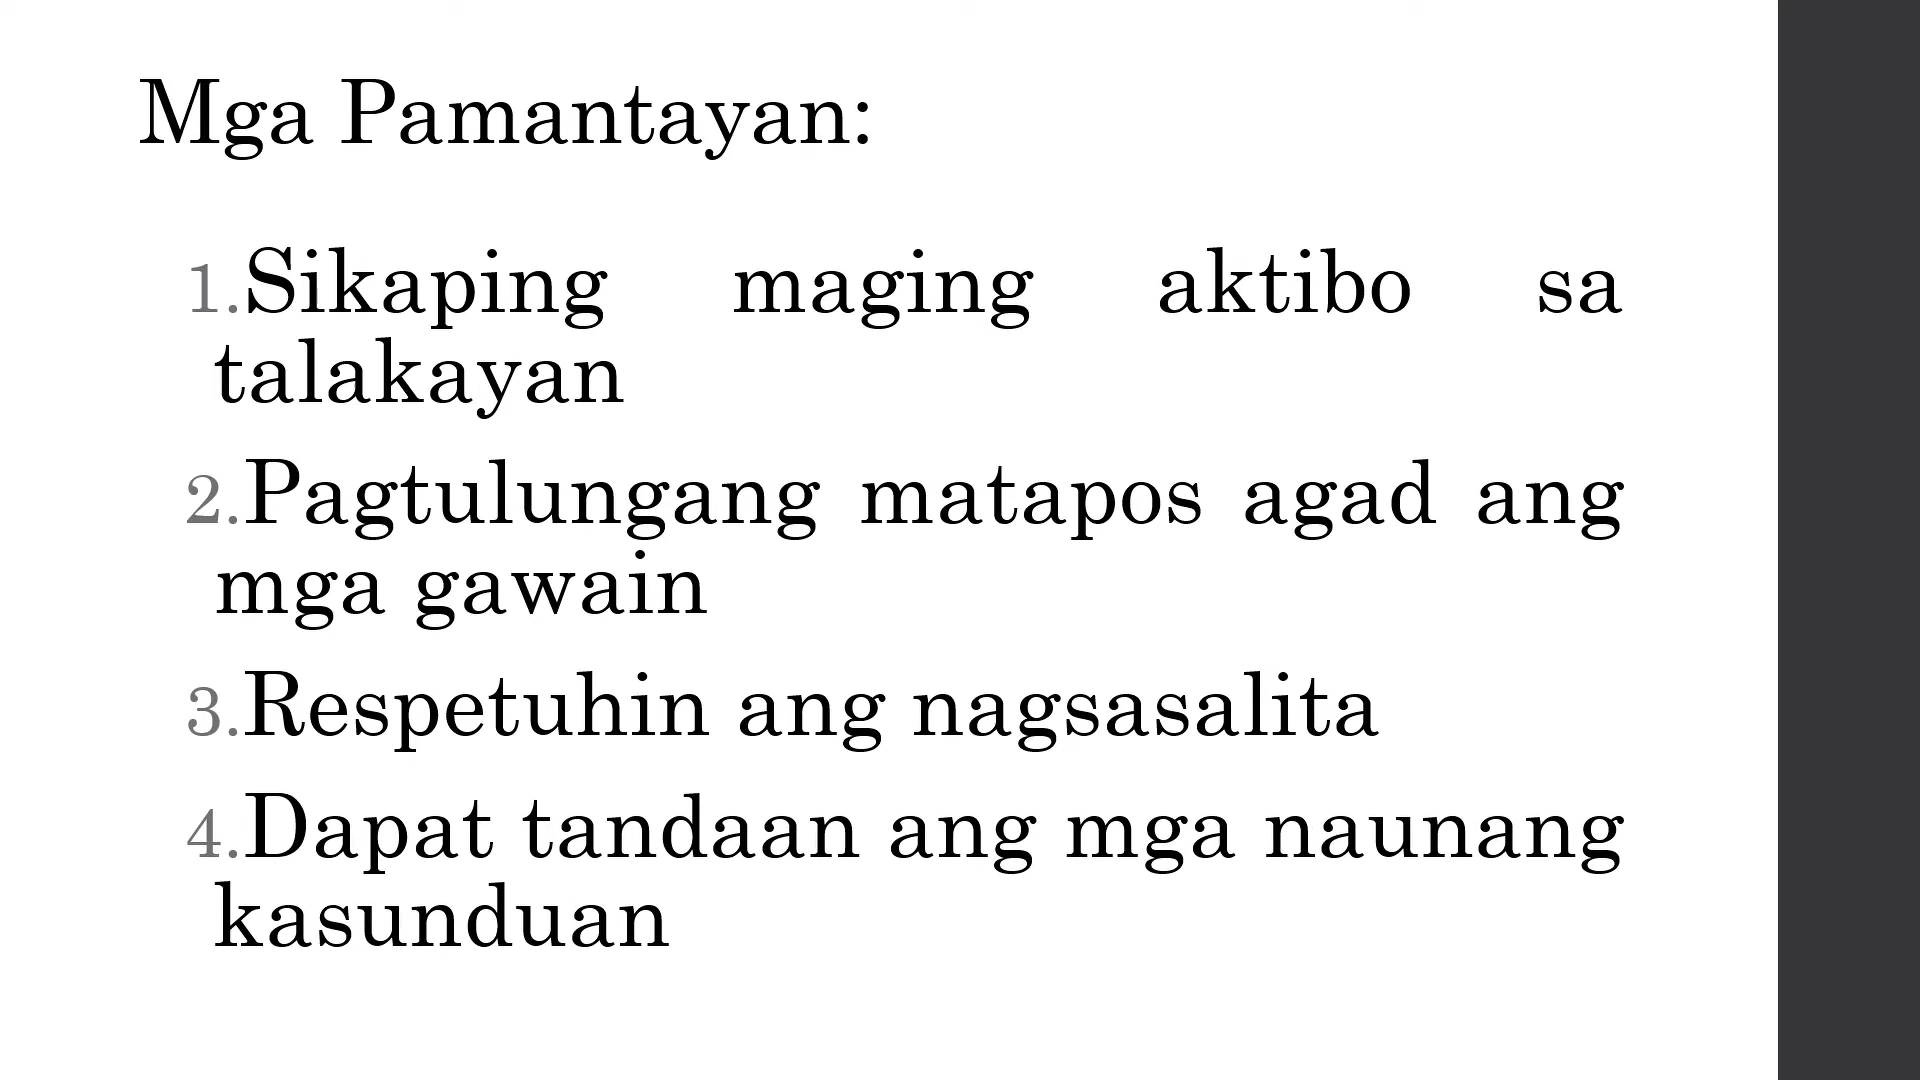 Mga Pamantayan:
1.Sikaping maging aktibo sa
talakayan
2.Pagtulungang matapos agad ang
mga gawain
3.Respetuhin ang nagsasalita
4.Dapat tandaan ang mga naunang
kasunduan